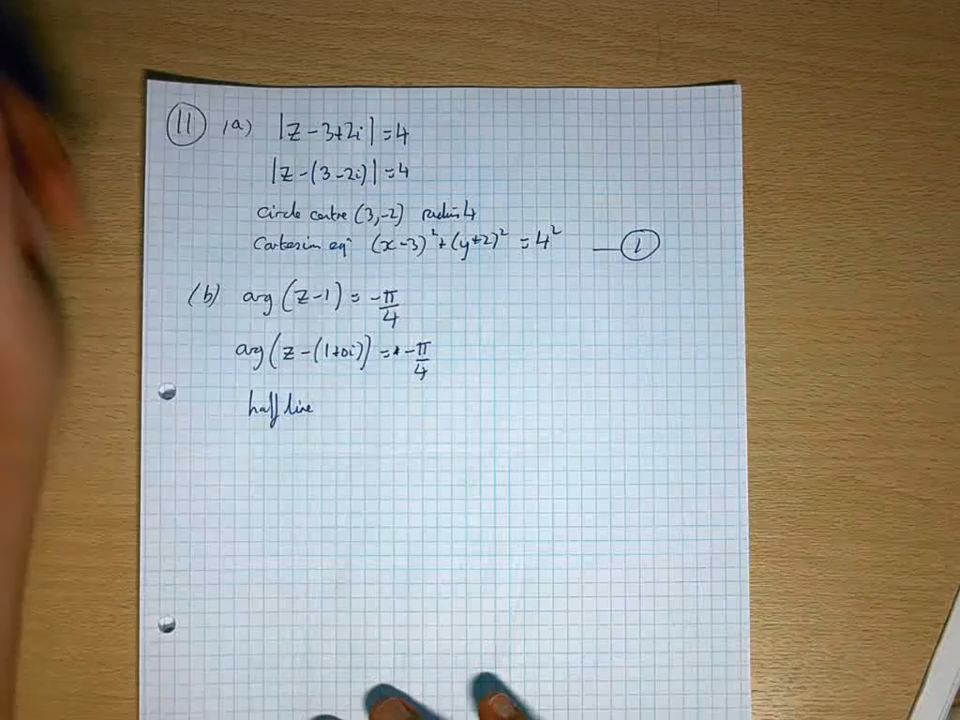 11 (a) |z-3+2i| = 4
|z-(3-2i)| = 4
circle centre (3,-2) radius 4
Cartesian eqn (x-3)² + (y+2)² = 4² — 1
(b) arg(z-1) = -π/4
arg(z-(1+0i)) = -π/4
half line